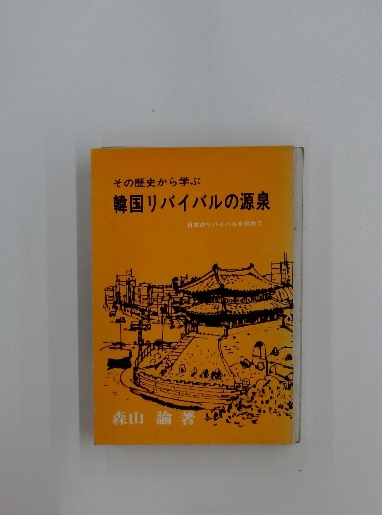 その歴史から学ぶ
韓国リバイバルの源泉
日本のリバイバルを求めて
森山 諭 著